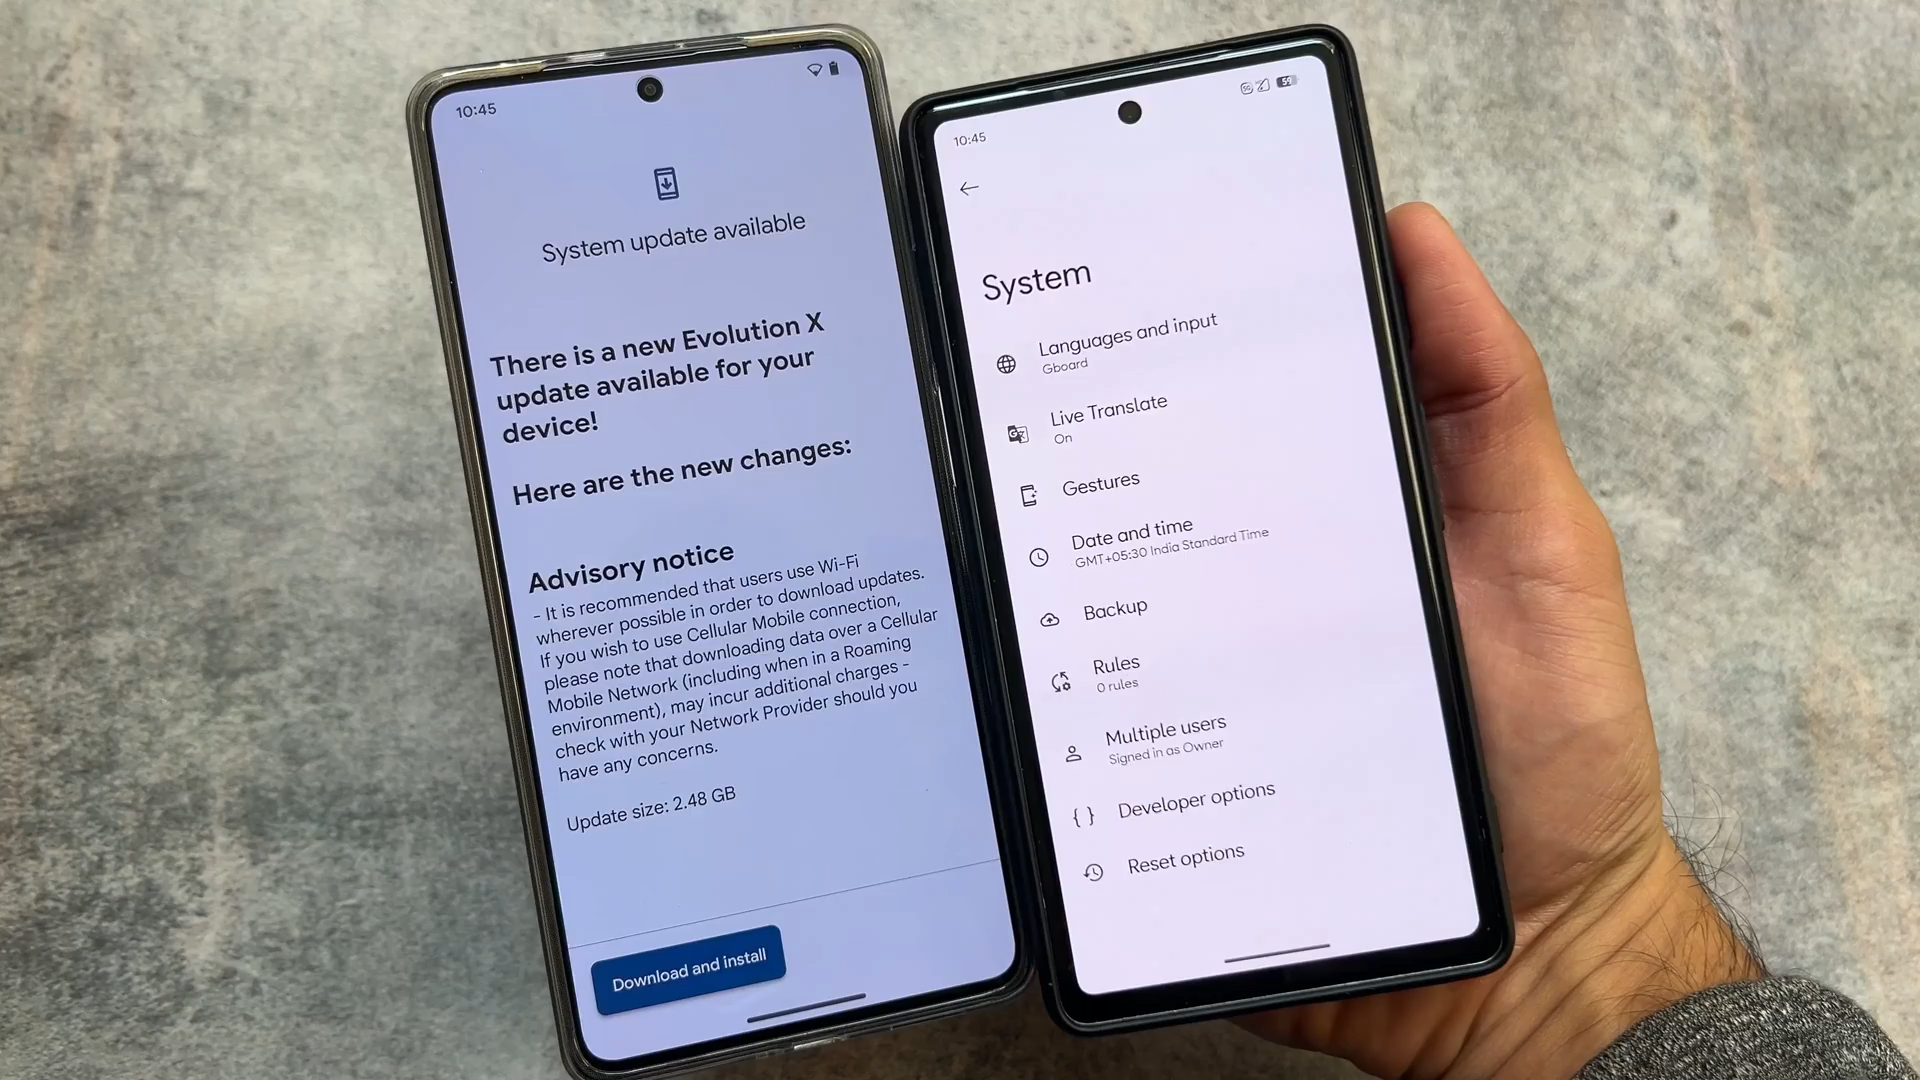 10:45
System update available
There is a new Evolution X
update available for your
device!
Here are the new changes:
Advisory notice
- It is recommended that users use Wi-Fi
wherever possible in order to download updates.
If you wish to use Cellular Mobile connection,
please note that downloading data over a Cellular
Mobile Network (including when in a Roaming
environment), may incur additional charges -
check with your Network Provider should you
have any concerns.
Update size: 2.48 GB
Download and install
10:45
59
System
Languages and input
Gboard
Live Translate
On
Gestures
Date and time
GMT+05:30 India Standard Time
Backup
Rules
0 rules
Multiple users
Signed in as Owner
{ } Developer options
Reset options